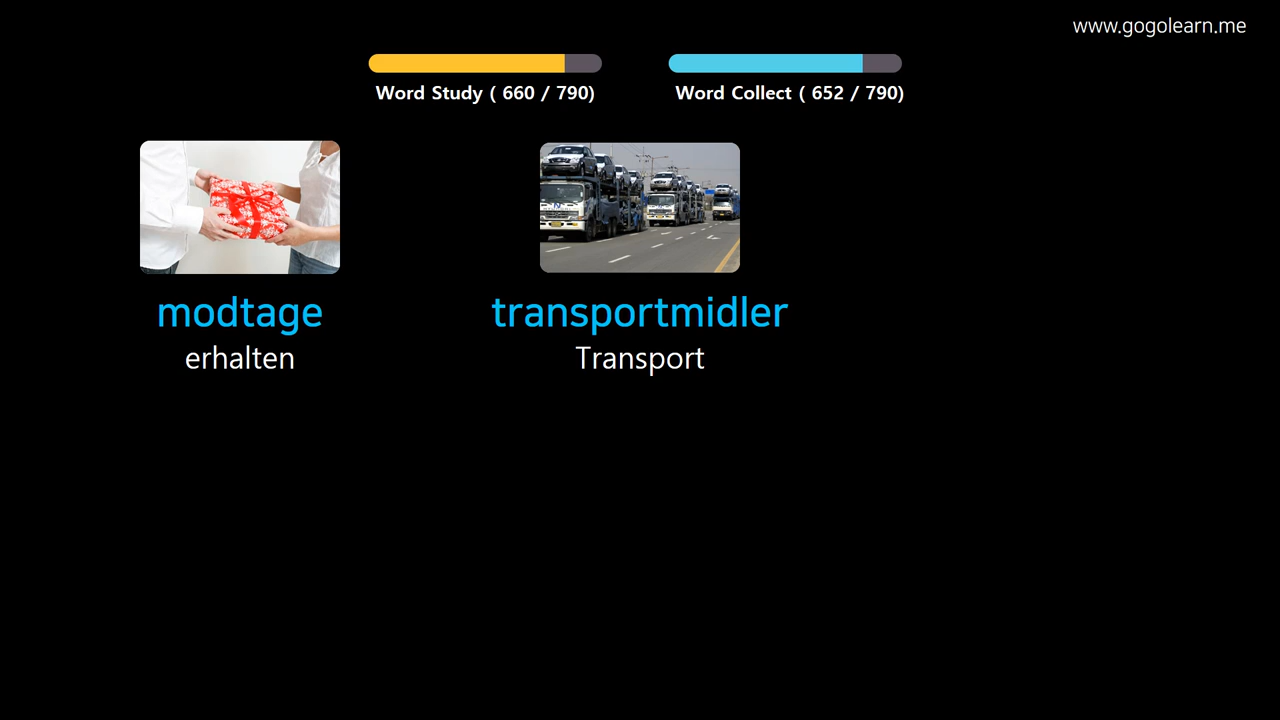 www.gogolearn.me
Word Study ( 660 / 790)
Word Collect ( 652 / 790)
modtage
erhalten
transportmidler
Transport